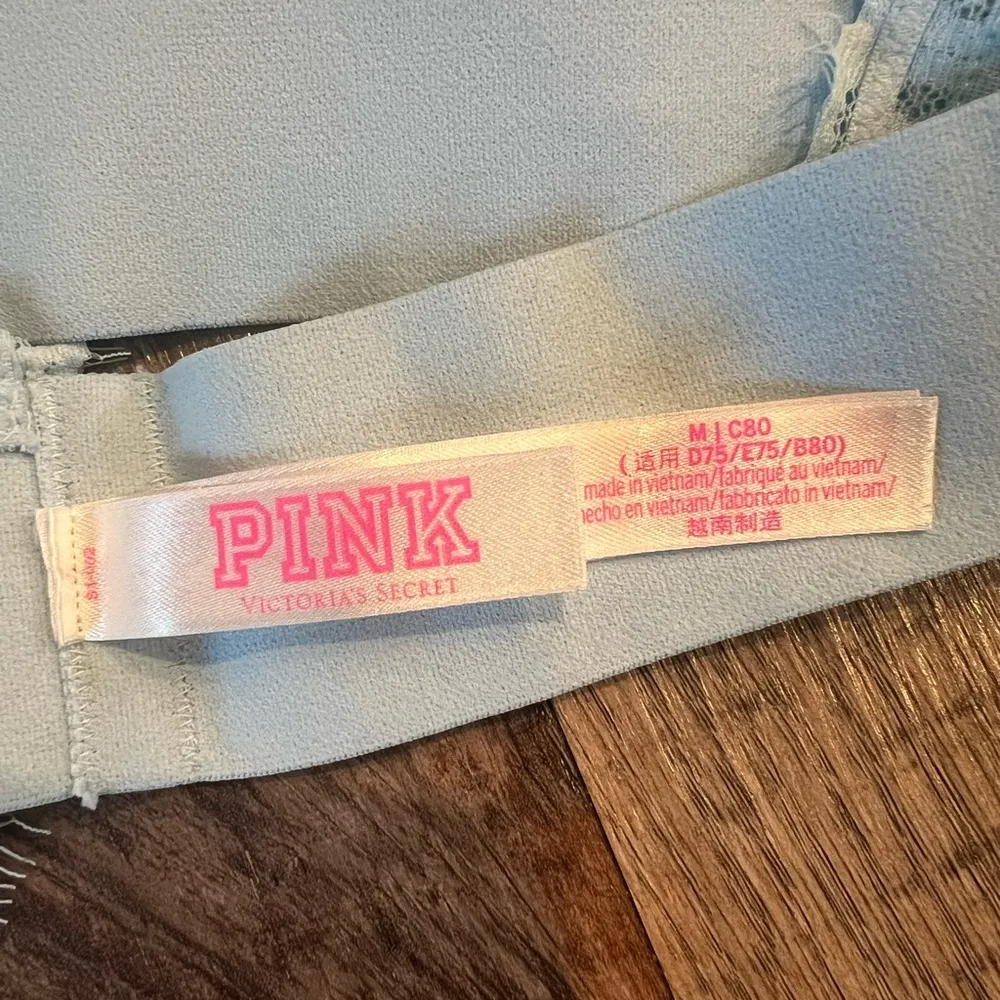 PINK
VICTORIA'S SECRET
M | C80
(适用 D75/E75/B80)
made in vietnam/fabriqué au vietnam/
hecho en vietnam/fabbricato in vietnam/
越南制造